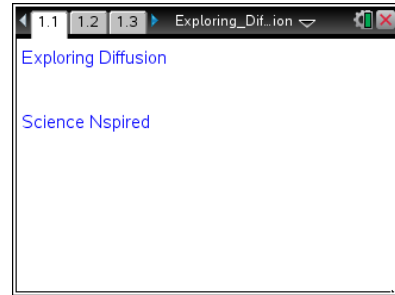 1.1 1.2 1.3 Exploring_Dif...ion
Exploring Diffusion
Science Nspired